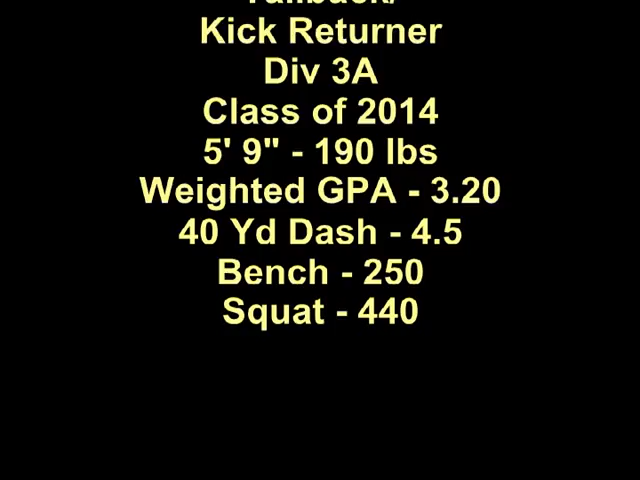 Tailback/
Kick Returner
Div 3A
Class of 2014
5' 9" - 190 lbs
Weighted GPA - 3.20
40 Yd Dash - 4.5
Bench - 250
Squat - 440